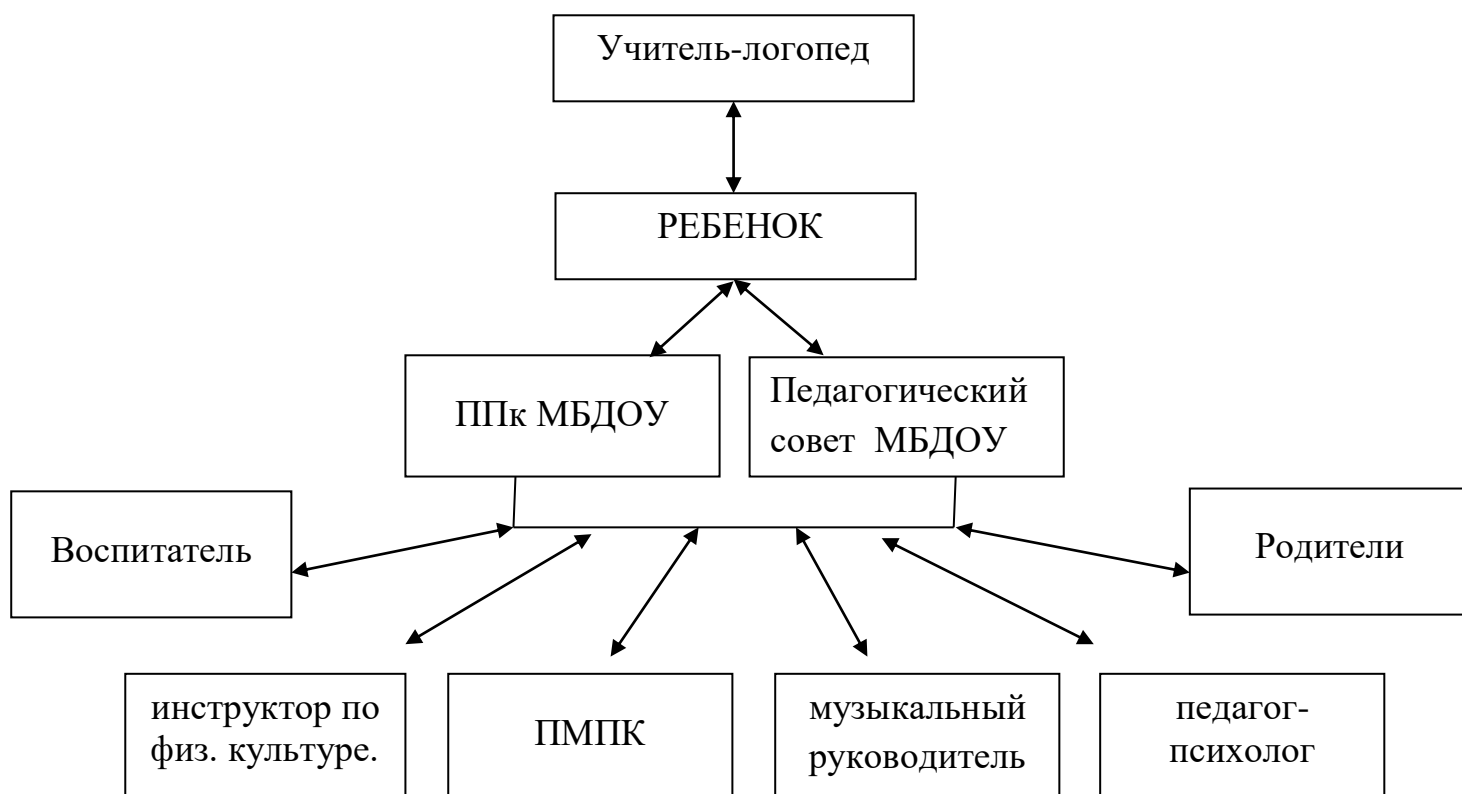 Учитель-логопед
РЕБЕНОК
ППк МБДОУ
Педагогический
совет МБДОУ
Воспитатель
Родители
инструктор по
физ. культуре.
ПМПК
музыкальный
руководитель
педагог-
психолог